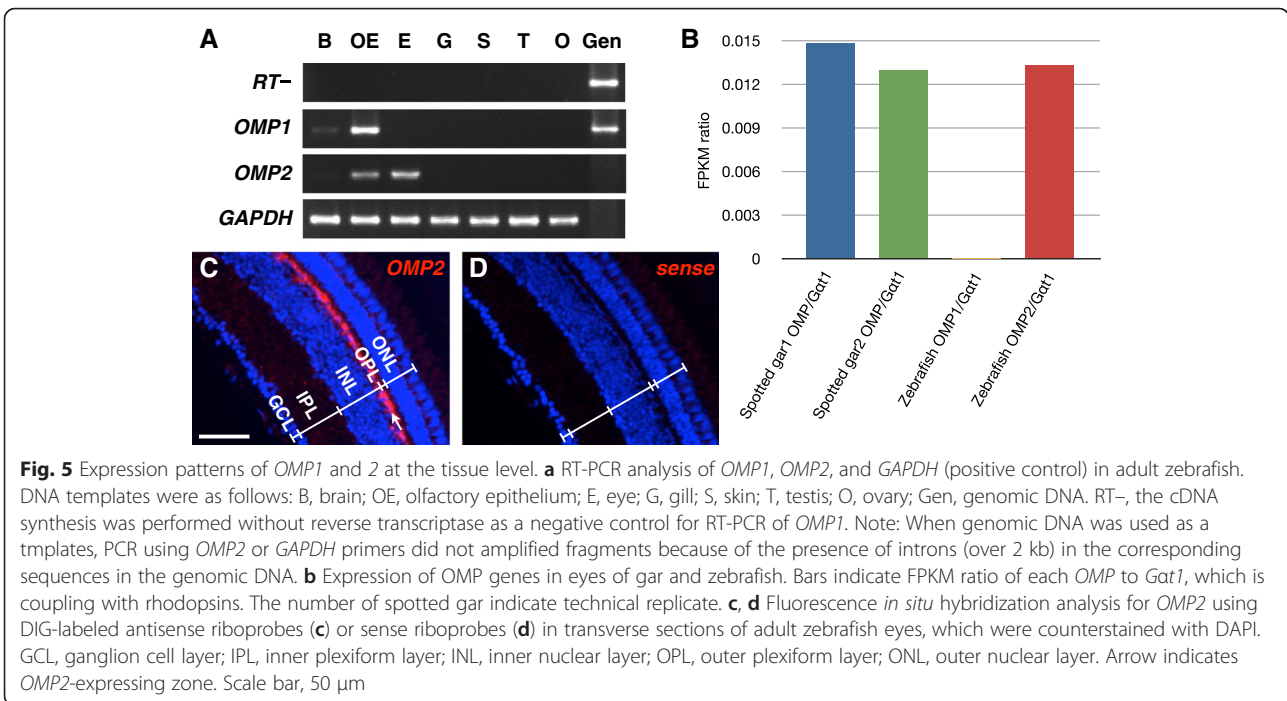 A
B OE E G S T O Gen
RT–
OMP1
OMP2
GAPDH
B
0.015
0.012
0.009
0.006
0.003
0
FPKM ratio
Spotted gar1 OMP/Gαt1
Spotted gar2 OMP/Gαt1
Zebrafish OMP1/Gαt1
Zebrafish OMP2/Gαt1
C
OMP2
GCL
IPL
INL
OPL
ONL
D
sense
Fig. 5 Expression patterns of OMP1 and 2 at the tissue level. a RT-PCR analysis of OMP1, OMP2, and GAPDH (positive control) in adult zebrafish.
DNA templates were as follows: B, brain; OE, olfactory epithelium; E, eye; G, gill; S, skin; T, testis; O, ovary; Gen, genomic DNA. RT–, the cDNA
synthesis was performed without reverse transcriptase as a negative control for RT-PCR of OMP1. Note: When genomic DNA was used as a
tmplates, PCR using OMP2 or GAPDH primers did not amplified fragments because of the presence of introns (over 2 kb) in the corresponding
sequences in the genomic DNA. b Expression of OMP genes in eyes of gar and zebrafish. Bars indicate FPKM ratio of each OMP to Gαt1, which is
coupling with rhodopsins. The number of spotted gar indicate technical replicate. c, d Fluorescence in situ hybridization analysis for OMP2 using
DIG-labeled antisense riboprobes (c) or sense riboprobes (d) in transverse sections of adult zebrafish eyes, which were counterstained with DAPI.
GCL, ganglion cell layer; IPL, inner plexiform layer; INL, inner nuclear layer; OPL, outer plexiform layer; ONL, outer nuclear layer. Arrow indicates
OMP2-expressing zone. Scale bar, 50 μm